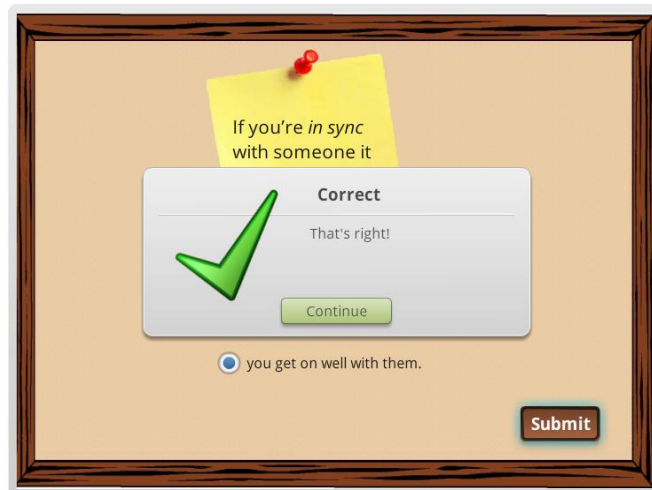 If you’re in sync
with someone it
Correct
That's right!
Continue
you get on well with them.
Submit